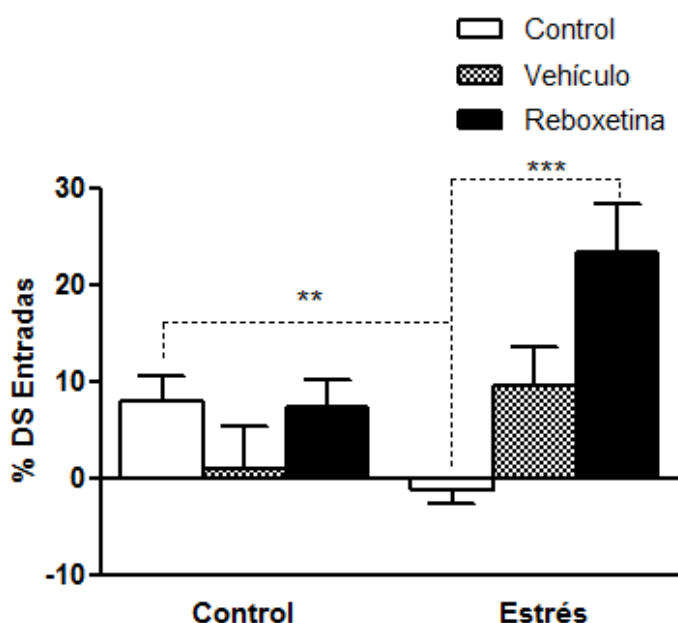 Control
Vehículo
Reboxetina
***
30
20
**
10
0
-10
% DS Entradas
Control Estrés